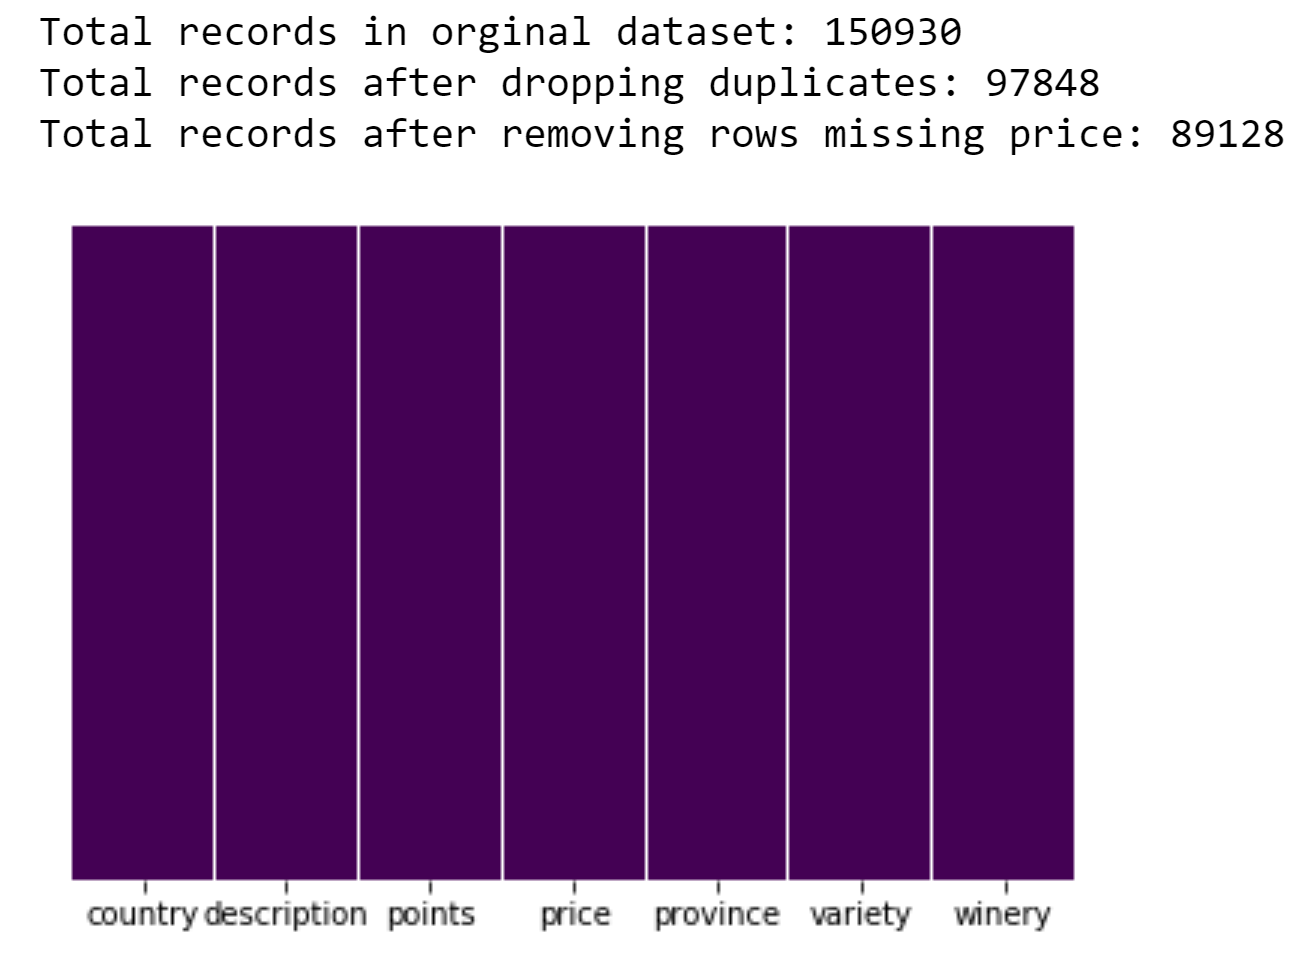 Total records in orginal dataset: 150930
Total records after dropping duplicates: 97848
Total records after removing rows missing price: 89128
country description points price province variety winery